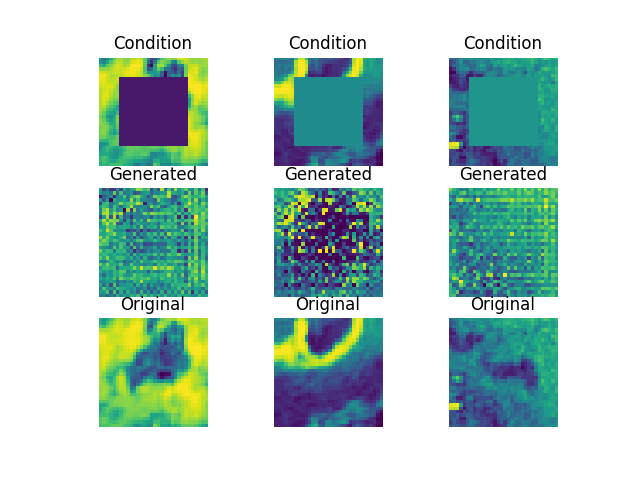 Condition Condition Condition
Generated Generated Generated
Original Original Original